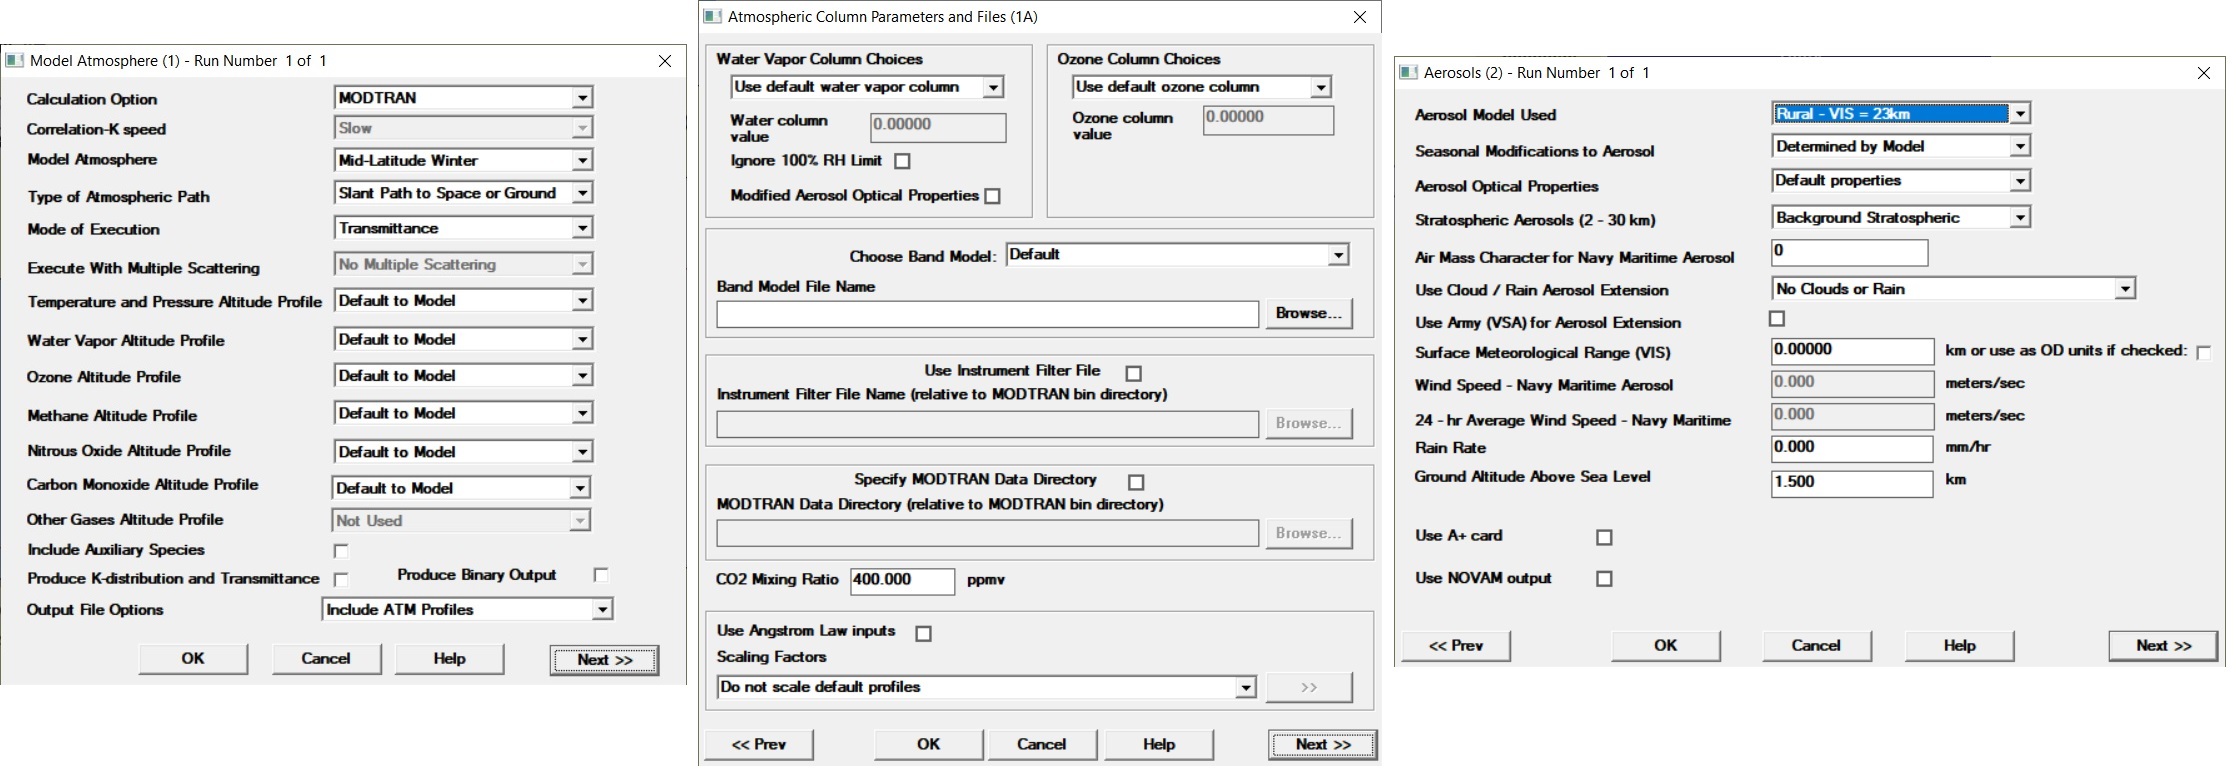 Model Atmosphere (1) - Run Number 1 of 1
Calculation Option MODTRAN
Correlation-K speed Slow
Model Atmosphere Mid-Latitude Winter
Type of Atmospheric Path Slant Path to Space or Ground
Mode of Execution Transmittance
Execute With Multiple Scattering No Multiple Scattering
Temperature and Pressure Altitude Profile Default to Model
Water Vapor Altitude Profile Default to Model
Ozone Altitude Profile Default to Model
Methane Altitude Profile Default to Model
Nitrous Oxide Altitude Profile Default to Model
Carbon Monoxide Altitude Profile Default to Model
Other Gases Altitude Profile Not Used
Include Auxiliary Species
Produce K-distribution and Transmittance Produce Binary Output
Output File Options Include ATM Profiles
OK Cancel Help Next >>
Atmospheric Column Parameters and Files (1A)
Water Vapor Column Choices
Use default water vapor column
Water column value 0.00000
Ignore 100% RH Limit
Modified Aerosol Optical Properties
Ozone Column Choices
Use default ozone column
Ozone column value 0.00000
Choose Band Model: Default
Band Model File Name
Browse...
Use Instrument Filter File
Instrument Filter File Name (relative to MODTRAN bin directory)
Browse...
Specify MODTRAN Data Directory
MODTRAN Data Directory (relative to MODTRAN bin directory)
Browse...
CO2 Mixing Ratio 400.000 ppmv
Use Angstrom Law inputs
Scaling Factors
Do not scale default profiles >>
<< Prev OK Cancel Help Next >>
Aerosols (2) - Run Number 1 of 1
Aerosol Model Used Rural - VIS = 23km
Seasonal Modifications to Aerosol Determined by Model
Aerosol Optical Properties Default properties
Stratospheric Aerosols (2 - 30 km) Background Stratospheric
Air Mass Character for Navy Maritime Aerosol 0
Use Cloud / Rain Aerosol Extension No Clouds or Rain
Use Army (VSA) for Aerosol Extension
Surface Meteorological Range (VIS) 0.00000 km or use as OD units if checked:
Wind Speed - Navy Maritime Aerosol 0.000 meters/sec
24 - hr Average Wind Speed - Navy Maritime 0.000 meters/sec
Rain Rate 0.000 mm/hr
Ground Altitude Above Sea Level 1.500 km
Use A+ card
Use NOVAM output
<< Prev OK Cancel Help Next >>